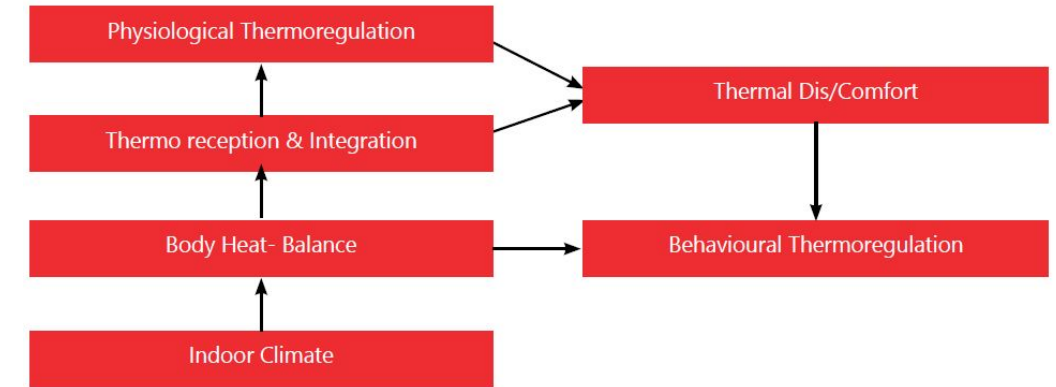 Physiological Thermoregulation
Thermal Dis/Comfort
Thermo reception & Integration
Body Heat- Balance
Behavioural Thermoregulation
Indoor Climate